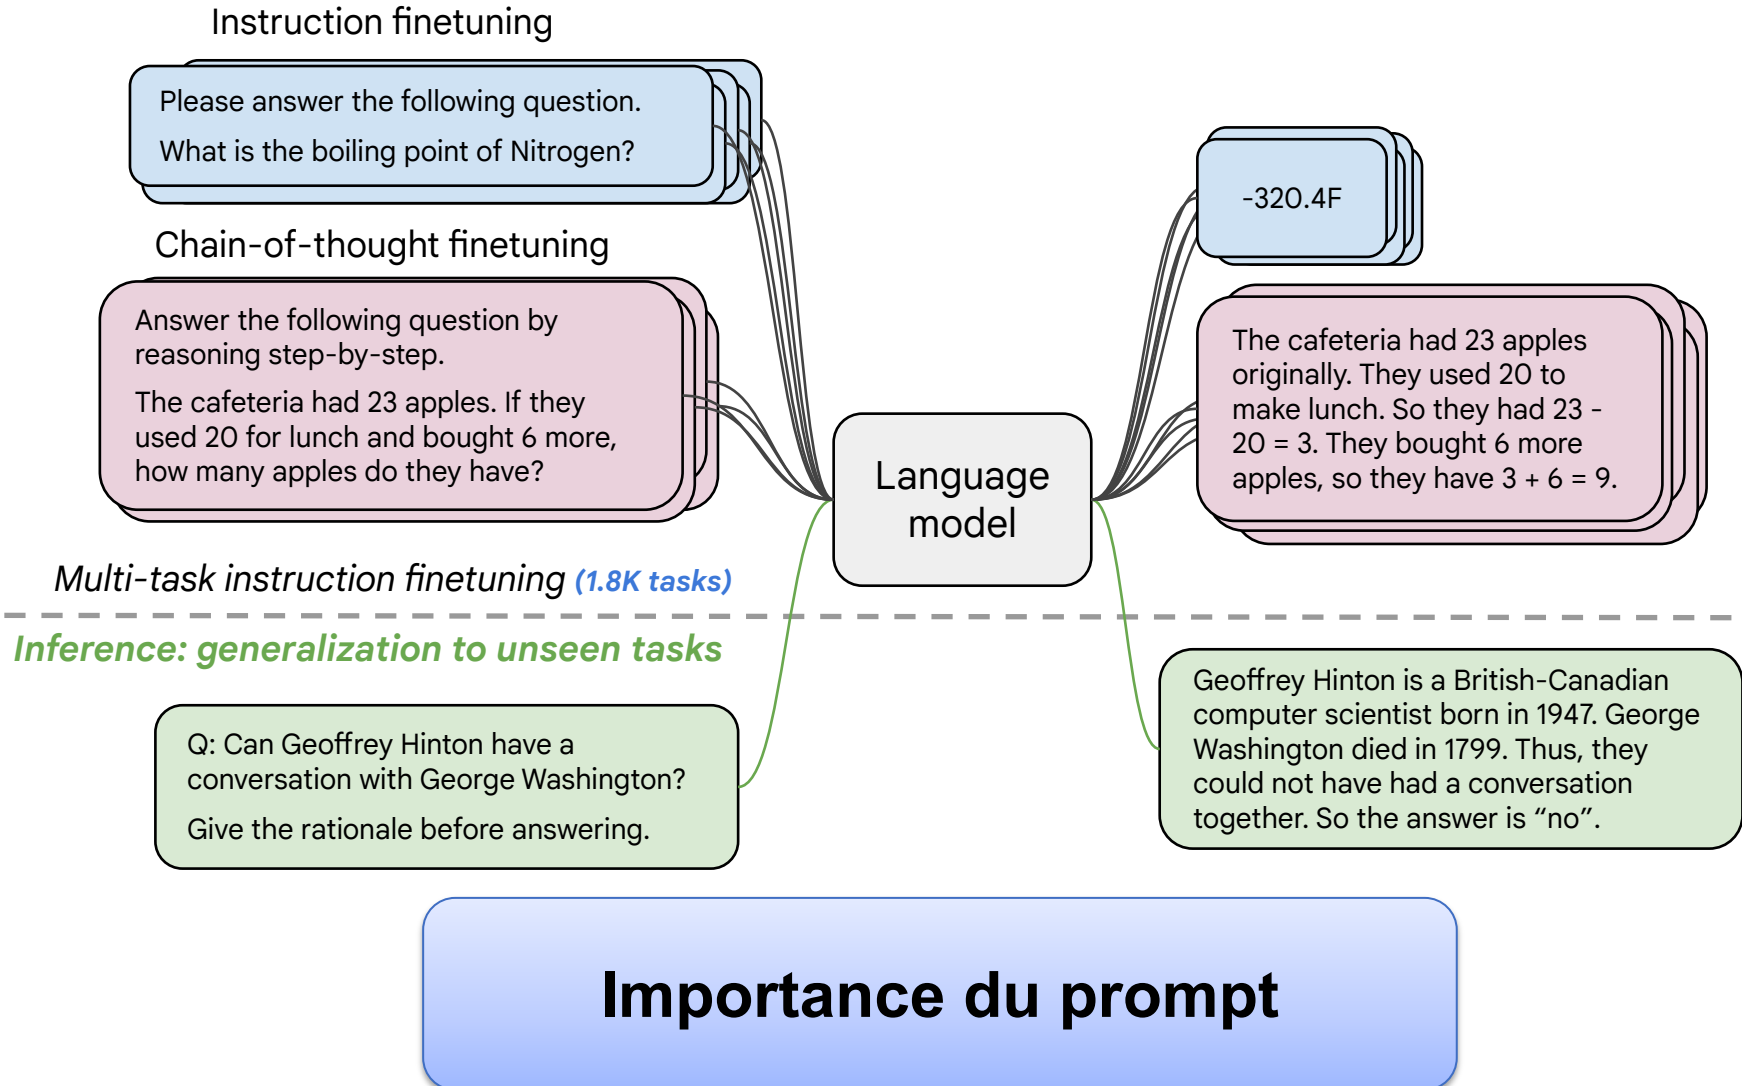 Instruction finetuning
Please answer the following question.
What is the boiling point of Nitrogen?
-320.4F
Chain-of-thought finetuning
Answer the following question by
reasoning step-by-step.
The cafeteria had 23 apples. If they
used 20 for lunch and bought 6 more,
how many apples do they have?
Language
model
The cafeteria had 23 apples
originally. They used 20 to
make lunch. So they had 23 -
20 = 3. They bought 6 more
apples, so they have 3 + 6 = 9.
Multi-task instruction finetuning (1.8K tasks)
Inference: generalization to unseen tasks
Q: Can Geoffrey Hinton have a
conversation with George Washington?
Give the rationale before answering.
Geoffrey Hinton is a British-Canadian
computer scientist born in 1947. George
Washington died in 1799. Thus, they
could not have had a conversation
together. So the answer is “no”.
Importance du prompt